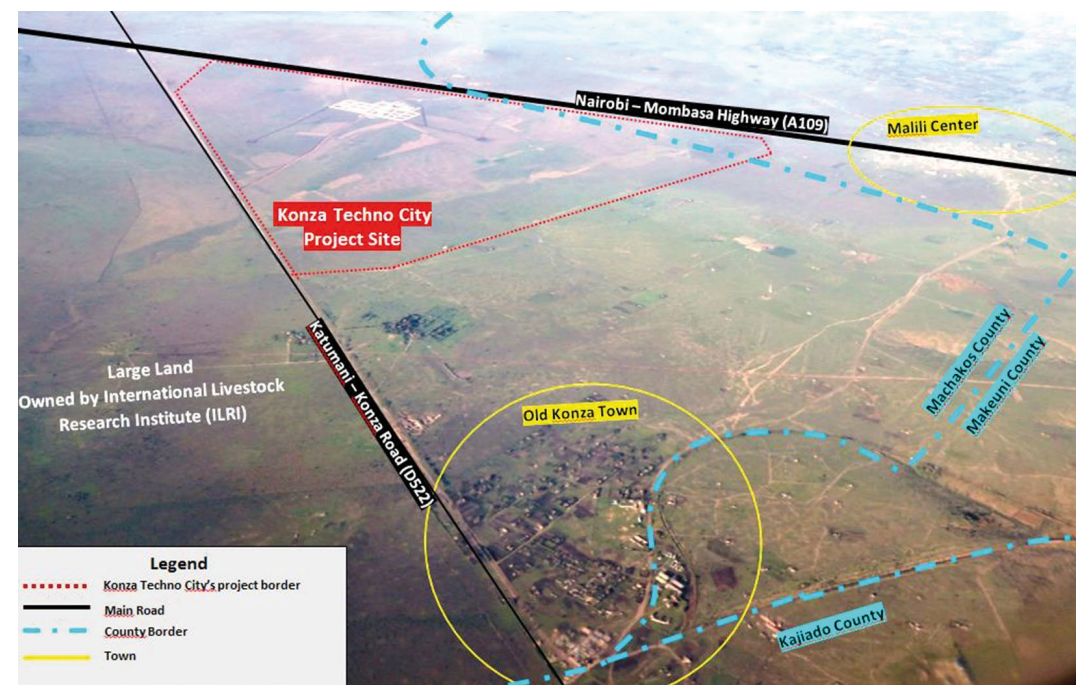 Nairobi – Mombasa Highway (A109)
Malili Center
Konza Techno City
Project Site
Katumani – Konza Road (D522)
Large Land
Owned by International Livestock
Research Institute (ILRI)
Old Konza Town
Machakos County
Makeuni County
Kajiado County
Legend
Konza Techno City's project border
Main Road
County Border
Town